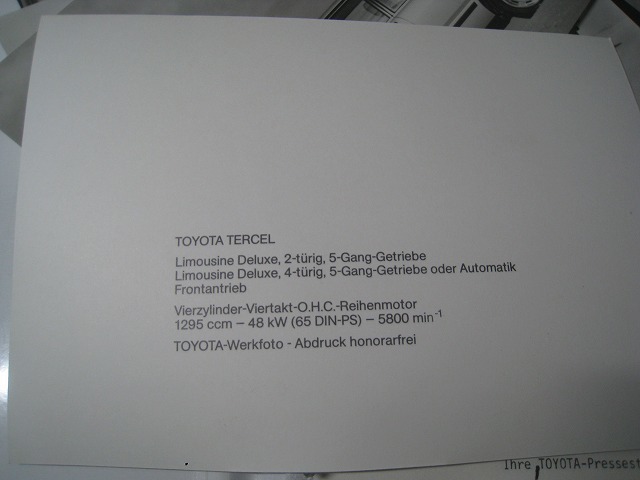 TOYOTA TERCEL
Limousine Deluxe, 2-türig, 5-Gang-Getriebe
Limousine Deluxe, 4-türig, 5-Gang-Getriebe oder Automatik
Frontantrieb
Vierzylinder-Viertakt-O.H.C.-Reihenmotor
1295 ccm – 48 kW (65 DIN-PS) – 5800 min⁻¹
TOYOTA-Werkfoto - Abdruck honorarfrei
Ihre TOYOTA-Pressest